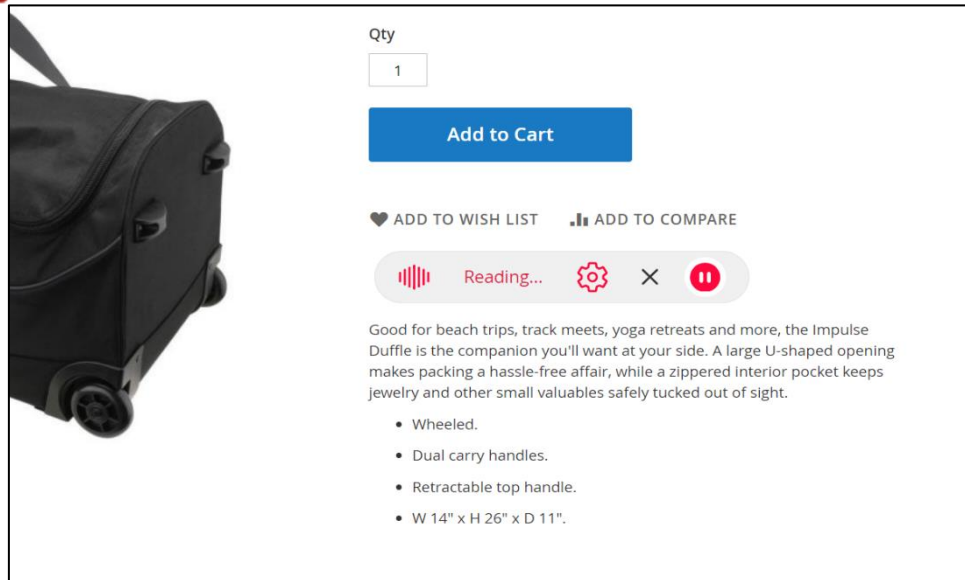 Qty
1
Add to Cart
ADD TO WISH LIST ADD TO COMPARE
Reading...
Good for beach trips, track meets, yoga retreats and more, the Impulse
Duffle is the companion you'll want at your side. A large U-shaped opening
makes packing a hassle-free affair, while a zippered interior pocket keeps
jewelry and other small valuables safely tucked out of sight.
• Wheeled.
• Dual carry handles.
• Retractable top handle.
• W 14" x H 26" x D 11".